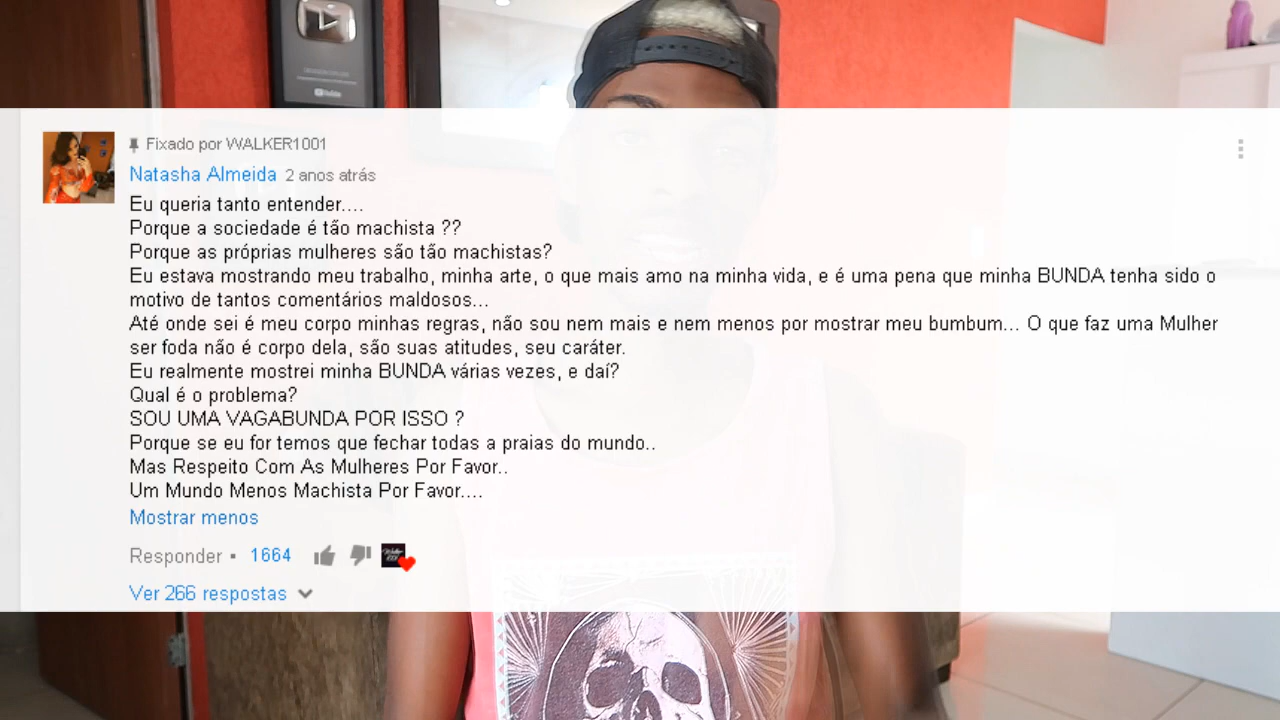 Fixado por WALKER1001
Natasha Almeida 2 anos atrás
Eu queria tanto entender....
Porque a sociedade é tão machista ??
Porque as próprias mulheres são tão machistas?
Eu estava mostrando meu trabalho, minha arte, o que mais amo na minha vida, e é uma pena que minha BUNDA tenha sido o
motivo de tantos comentários maldosos...
Até onde sei é meu corpo minhas regras, não sou nem mais e nem menos por mostrar meu bumbum... O que faz uma Mulher
ser foda não é corpo dela, são suas atitudes, seu caráter.
Eu realmente mostrei minha BUNDA várias vezes, e daí?
Qual é o problema?
SOU UMA VAGABUNDA POR ISSO ?
Porque se eu for temos que fechar todas a praias do mundo..
Mas Respeito Com As Mulheres Por Favor..
Um Mundo Menos Machista Por Favor....
Mostrar menos
Responder • 1664
Ver 266 respostas